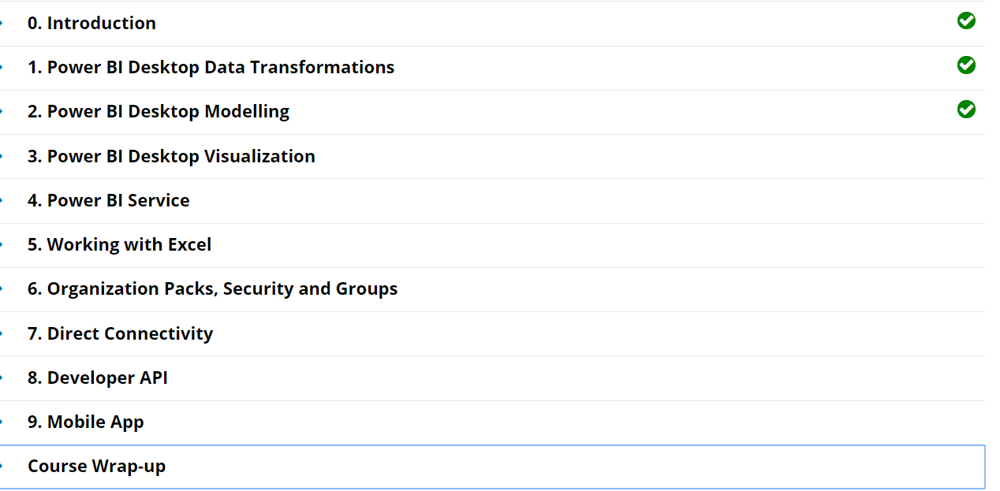 0. Introduction
1. Power BI Desktop Data Transformations
2. Power BI Desktop Modelling
3. Power BI Desktop Visualization
4. Power BI Service
5. Working with Excel
6. Organization Packs, Security and Groups
7. Direct Connectivity
8. Developer API
9. Mobile App
Course Wrap-up